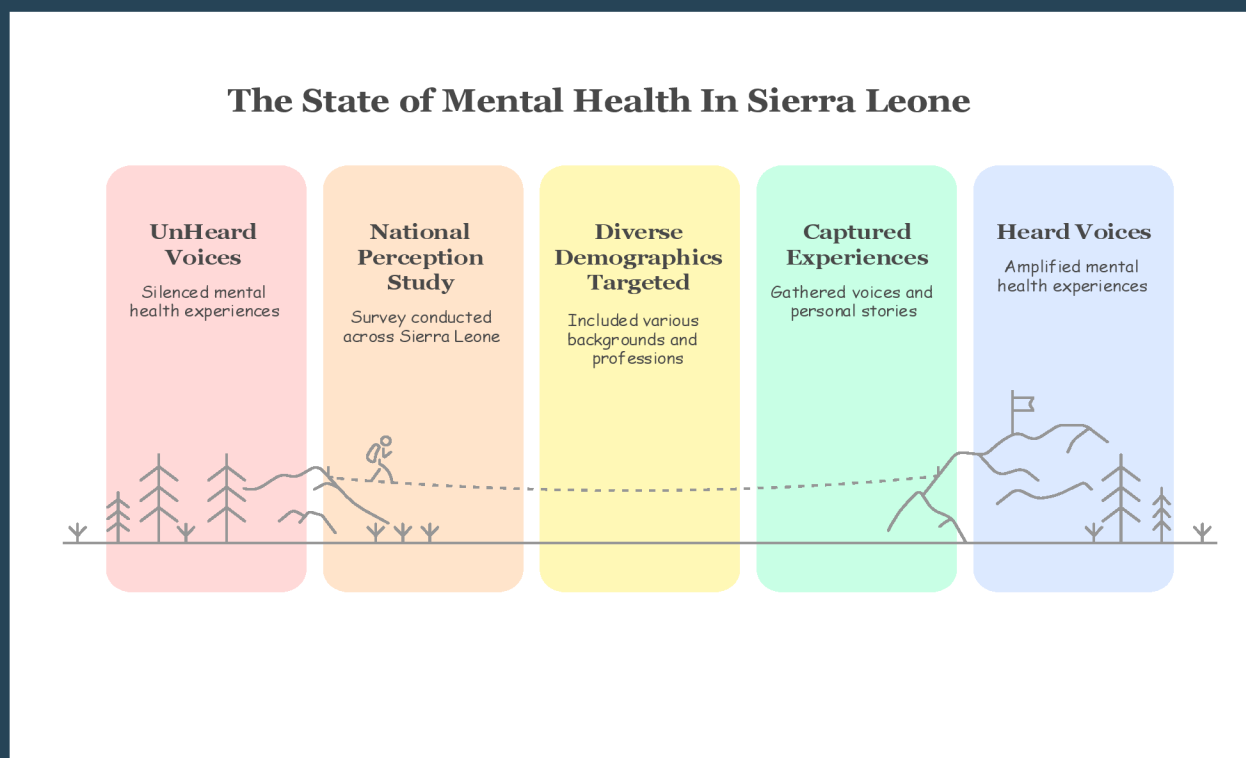 The State of Mental Health In Sierra Leone
UnHeard
Voices
Silenced mental
health experiences
National
Perception
Study
Survey conducted
across Sierra Leone
Diverse
Demographics
Targeted
Included various
backgrounds and
professions
Captured
Experiences
Gathered voices and
personal stories
Heard Voices
Amplified mental
health experiences